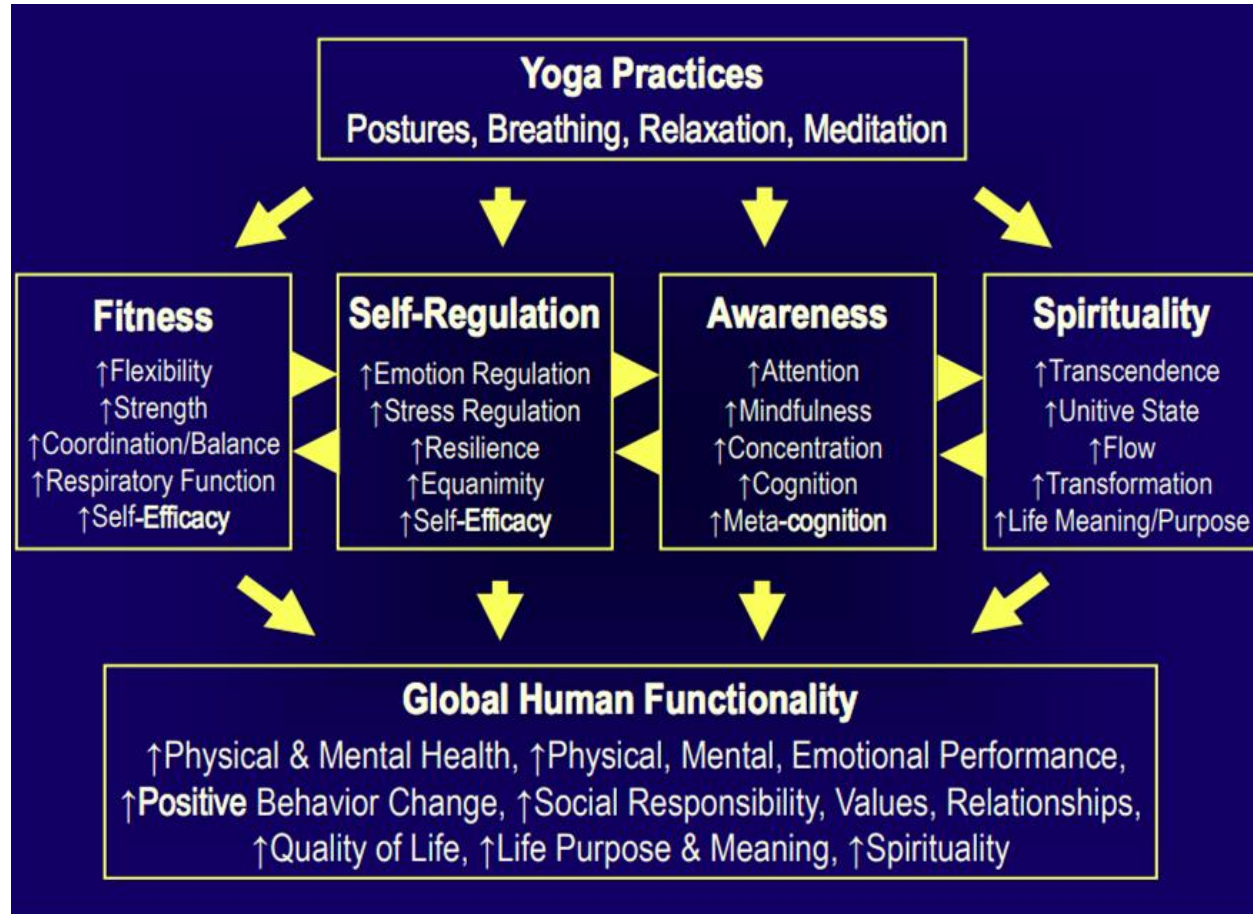 Yoga Practices
Postures, Breathing, Relaxation, Meditation
Fitness
↑Flexibility
↑Strength
↑Coordination/Balance
↑Respiratory Function
↑Self-Efficacy
Self-Regulation
↑Emotion Regulation
↑Stress Regulation
↑Resilience
↑Equanimity
↑Self-Efficacy
Awareness
↑Attention
↑Mindfulness
↑Concentration
↑Cognition
↑Meta-cognition
Spirituality
↑Transcendence
↑Unitive State
↑Flow
↑Transformation
↑Life Meaning/Purpose
Global Human Functionality
↑Physical & Mental Health, ↑Physical, Mental, Emotional Performance,
↑Positive Behavior Change, ↑Social Responsibility, Values, Relationships,
↑Quality of Life, ↑Life Purpose & Meaning, ↑Spirituality